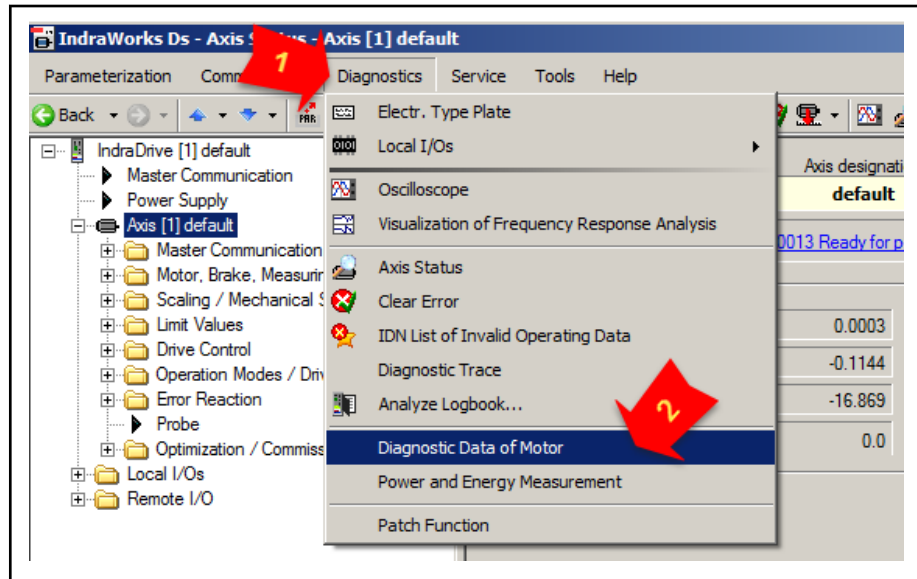 IndraWorks Ds - Axis Status - Axis [1] default
Parameterization Diagnostics Service Tools Help
1
Back
PAR
IndraDrive [1] default
Master Communication
Power Supply
Axis [1] default
Master Communication
Motor, Brake, Measurin
Scaling / Mechanical
Limit Values
Drive Control
Operation Modes /
Error Reaction
Probe
Optimization /
Local I/Os
Remote I/O
Electr. Type Plate
Local I/Os
Oscilloscope
Visualization of Frequency Response Analysis
Axis Status
Clear Error
IDN List of Invalid Operating Data
Diagnostic Trace
Analyze Logbook...
2
Diagnostic Data of Motor
Power and Energy Measurement
Patch Function
Axis designati
default
0013 Ready for p
0.0003
-0.1144
-16.869
0.0